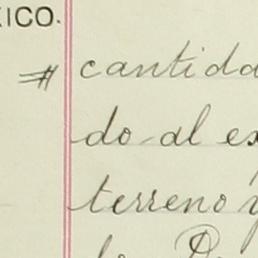 XICO.
# cantida
do al ex
terreno y